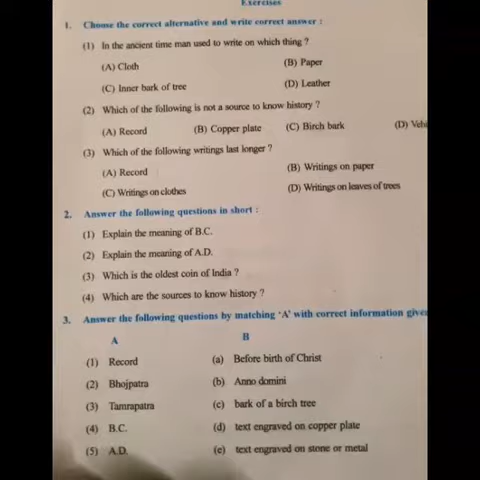 Exercises
1. Choose the correct alternative and write correct answer :
(1) In the ancient time man used to write on which thing ?
(A) Cloth (B) Paper
(C) Inner bark of tree (D) Leather
(2) Which of the following is not a source to know history ?
(A) Record (B) Copper plate (C) Birch bark (D)
(3) Which of the following writings last longer ?
(A) Record (B) Writings on paper
(C) Writings on clothes (D) Writings on leaves of trees
2. Answer the following questions in short :
(1) Explain the meaning of B.C.
(2) Explain the meaning of A.D.
(3) Which is the oldest coin of India ?
(4) Which are the sources to know history ?
3. Answer the following questions by matching 'A' with correct information given
A B
(1) Record (a) Before birth of Christ
(2) Bhojpatra (b) Anno domini
(3) Tamrapatra (c) bark of a birch tree
(4) B.C. (d) text engraved on copper plate
(5) A.D. (e) text engraved on stone or metal